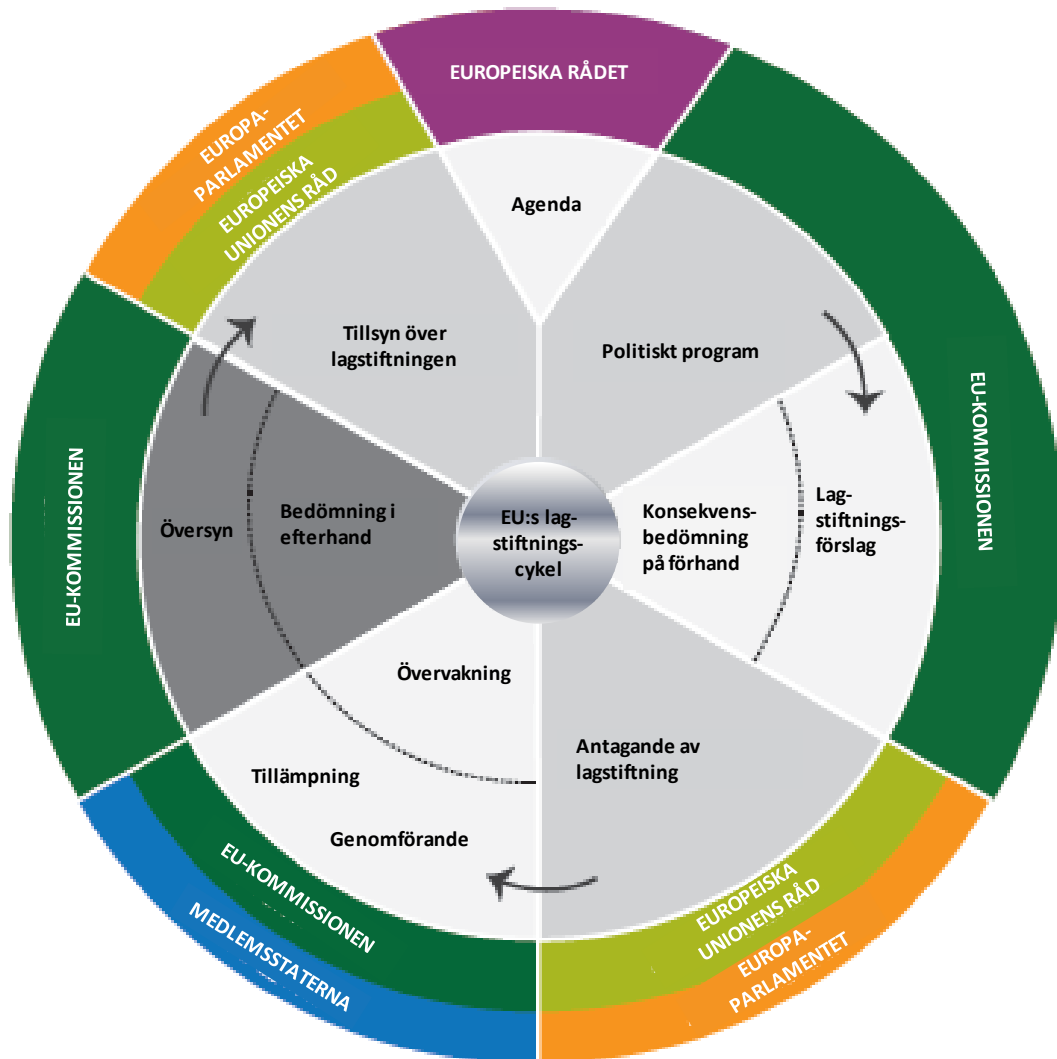 EUROPEISKA RÅDET
EUROPA-
PARLAMENTET
EUROPEISKA
UNIONENS RÅD
Agenda
Tillsyn över
lagstiftningen
Politiskt program
EU-KOMMISSIONEN
EU-KOMMISSIONEN
Översyn
Bedömning i
efterhand
EU:s lag-
stiftnings-
cykel
Konsekvens-
bedömning
på förhand
Lag-
stiftnings-
förslag
Övervakning
Tillämpning
Genomförande
Antagande av
lagstiftning
EU-KOMMISSIONEN
MEDLEMSSTATERNA
EUROPEISKA
UNIONENS RÅD
EUROPA-
PARLAMENTET